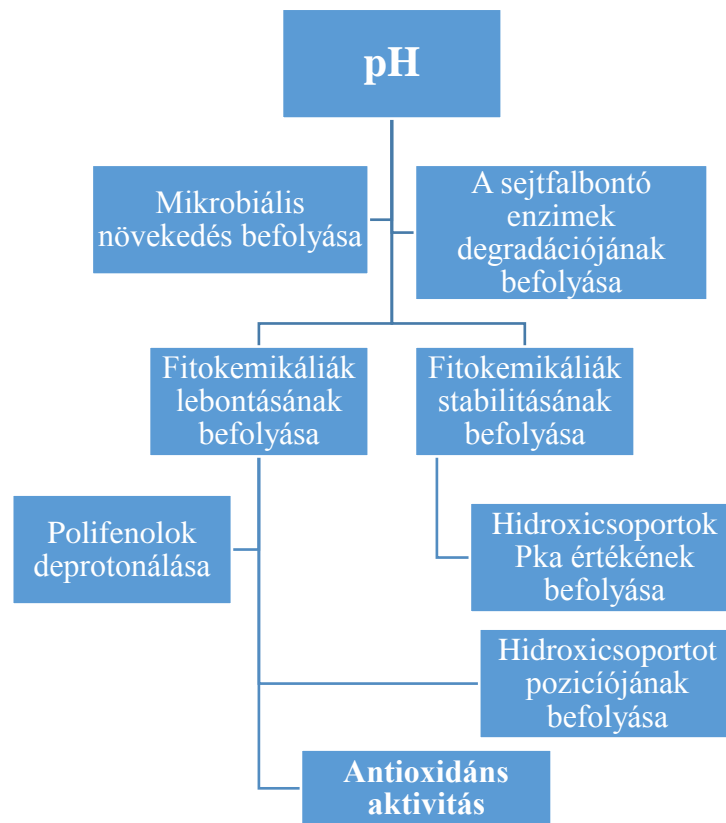 pH
Mikrobiális
növekedés befolyása
A sejtfalbontó
enzimek
degradációjának
befolyása
Fitokemikáliák
lebontásának
befolyása
Fitokemikáliák
stabilitásának
befolyása
Polifenolok
deprotonálása
Hidroxicsoportok
Pka értékének
befolyása
Hidroxicsoportot
pozicíójának
befolyása
Antioxidáns
aktivitás